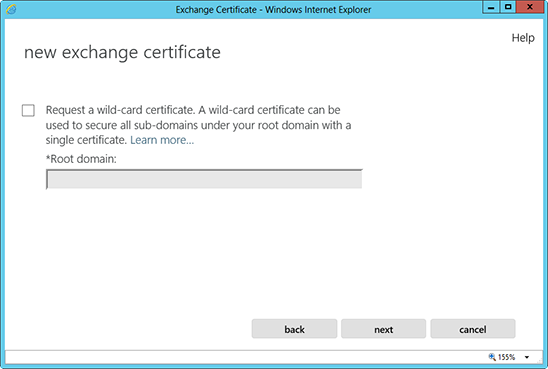 Exchange Certificate - Windows Internet Explorer
Help
new exchange certificate
Request a wild-card certificate. A wild-card certificate can be
used to secure all sub-domains under your root domain with a
single certificate. Learn more...
*Root domain:
back next cancel
155%